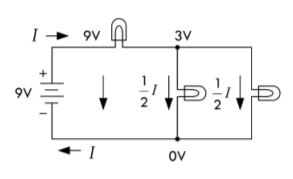 I → 9V 3V
+
9V
−
½ I ½ I
← I
0V